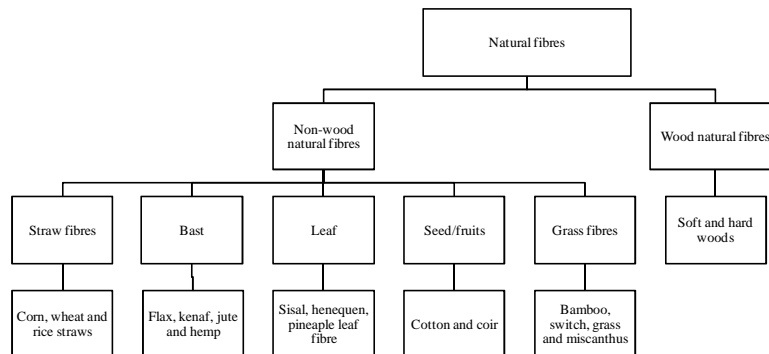 Natural fibres
Non-wood
natural fibres
Wood natural fibres
Straw fibres
Bast
Leaf
Seed/fruits
Grass fibres
Soft and hard
woods
Corn, wheat and
rice straws
Flax, kenaf, jute
and hemp
Sisal, henequen,
pineaple leaf
fibre
Cotton and coir
Bamboo,
switch, grass
and miscanthus